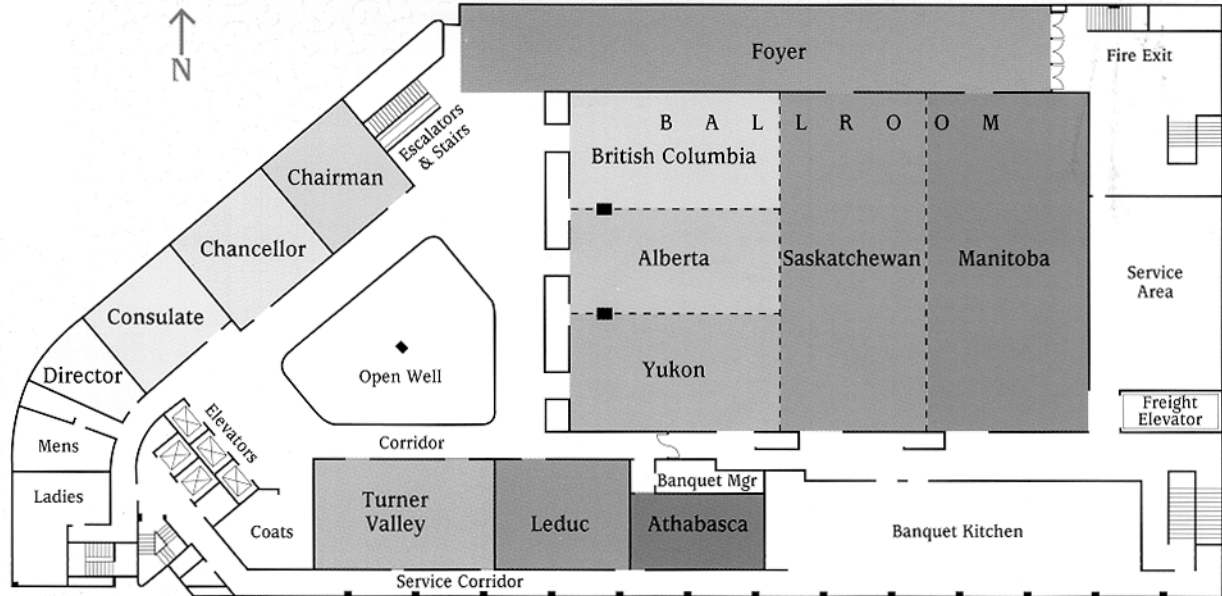 N
Foyer
Fire Exit
BALLROOM
Escalators
& Stairs
British Columbia
Chairman
Chancellor
Alberta
Saskatchewan
Manitoba
Service
Area
Consulate
Director
Open Well
Yukon
Freight
Elevator
Elevators
Mens
Corridor
Ladies
Banquet Mgr
Turner
Valley
Leduc
Athabasca
Coats
Banquet Kitchen
Service Corridor